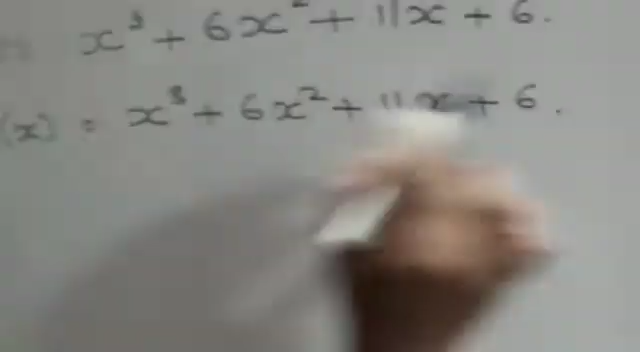 x³ + 6x² + 11x + 6.
(x) = x³ + 6x² + 11x + 6.